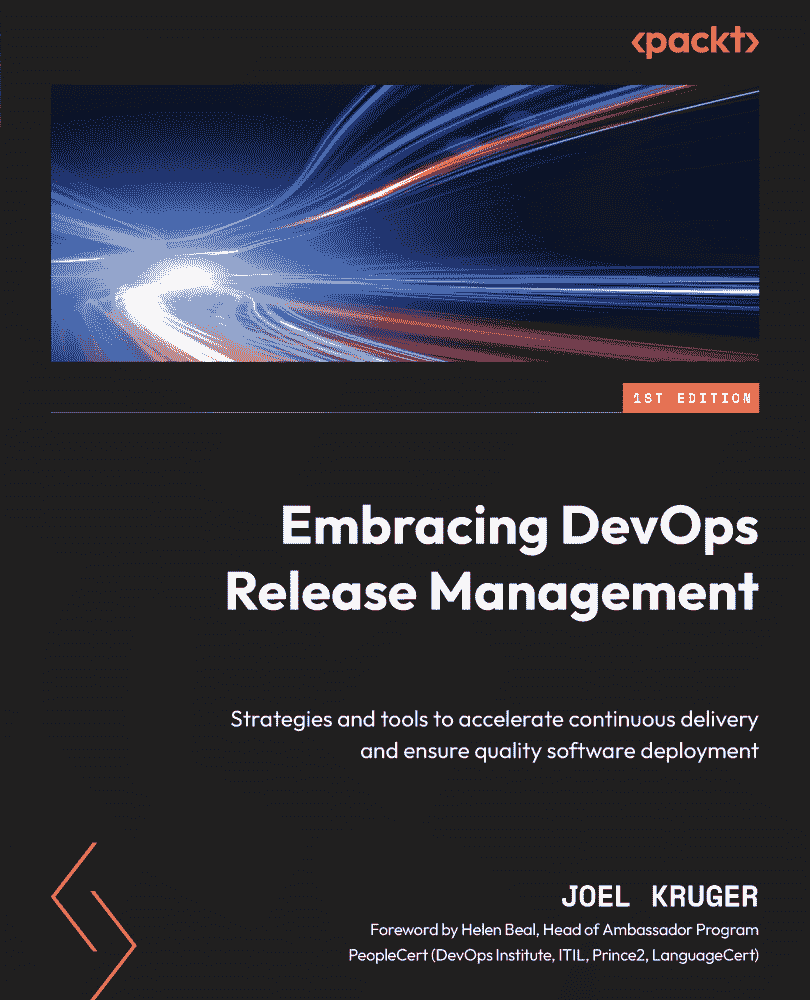 <packt>
1ST EDITION
Embracing DevOps
Release Management
Strategies and tools to accelerate continuous delivery
and ensure quality software deployment
JOEL KRUGER
Foreword by Helen Beal, Head of Ambassador Program
PeopleCert (DevOps Institute, ITIL, Prince2, LanguageCert)